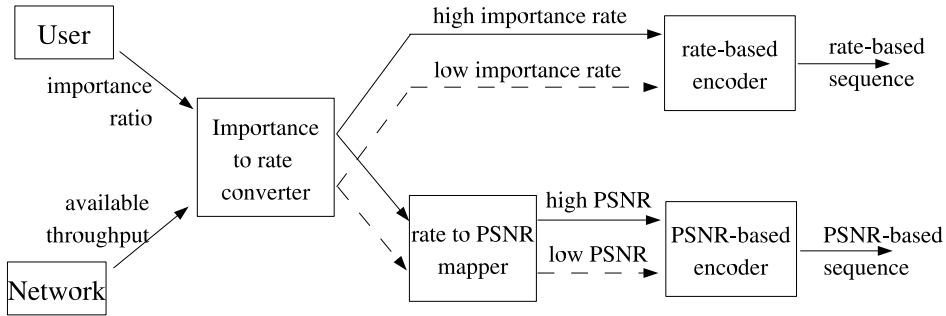 User
importance
ratio
Importance
to rate
converter
available
throughput
Network
high importance rate
low importance rate
rate-based
encoder
rate-based
sequence
rate to PSNR
mapper
high PSNR
low PSNR
PSNR-based
encoder
PSNR-based
sequence